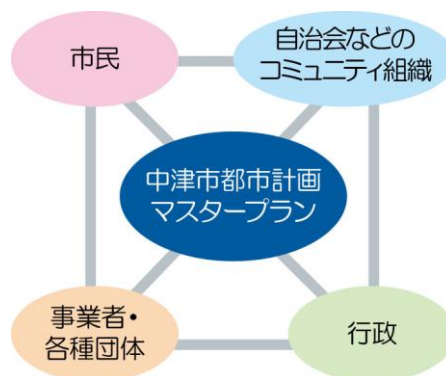 市民
自治会などの
コミュニティ組織
中津市都市計画
マスタープラン
事業者・
各種団体
行政